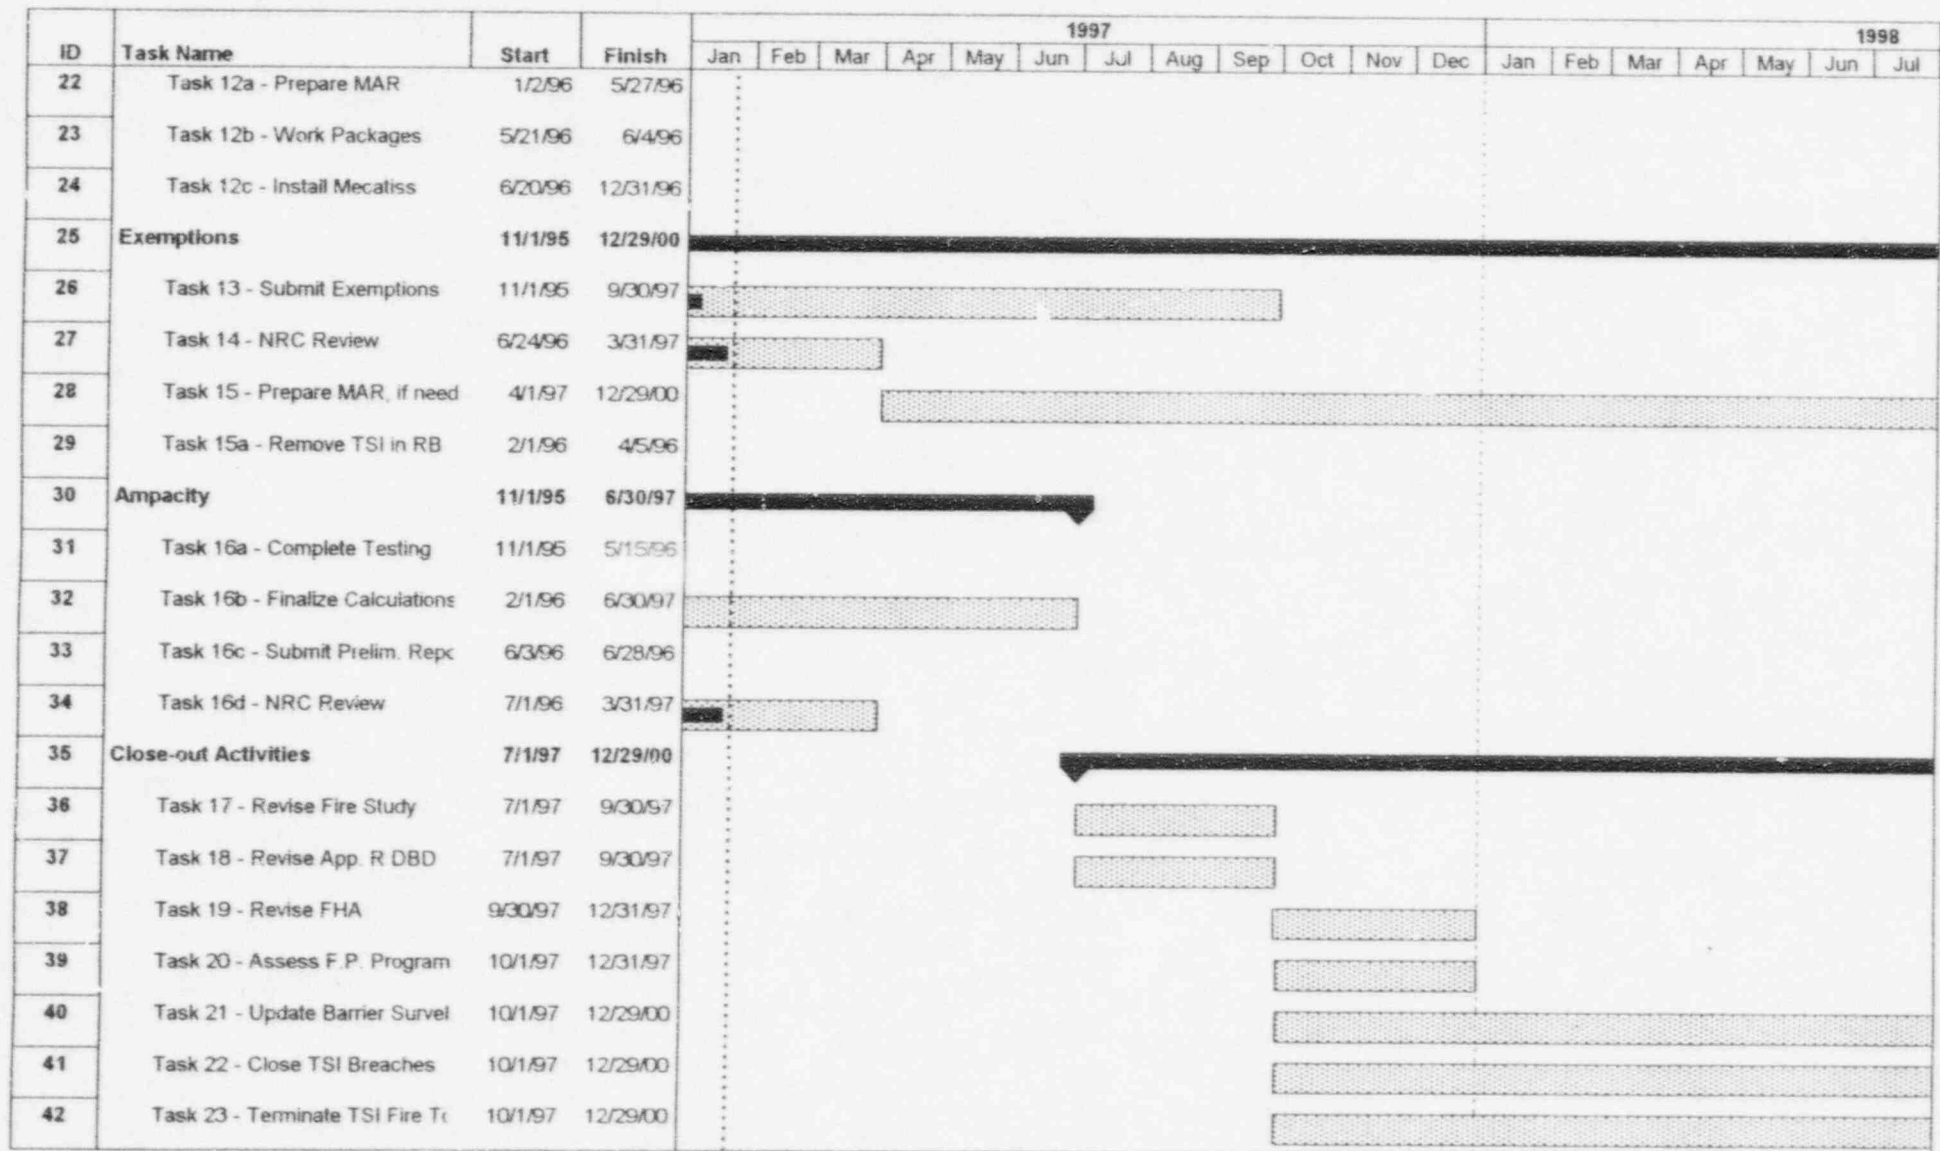 1997 1998
ID Task Name Start Finish Jan Feb Mar Apr May Jun Jul Aug Sep Oct Nov Dec Jan Feb Mar Apr May Jun Jul
22 Task 12a - Prepare MAR 1/2/96 5/27/96
23 Task 12b - Work Packages 5/21/96 6/4/96
24 Task 12c - Install Mecatiss 6/20/96 12/31/96
25 Exemptions 11/1/95 12/29/00
26 Task 13 - Submit Exemptions 11/1/95 9/30/97
27 Task 14 - NRC Review 6/24/96 3/31/97
28 Task 15 - Prepare MAR, if need 4/1/97 12/29/00
29 Task 15a - Remove TSI in RB 2/1/96 4/5/96
30 Ampacity 11/1/95 6/30/97
31 Task 16a - Complete Testing 11/1/95 5/15/96
32 Task 16b - Finalize Calculations 2/1/96 6/30/97
33 Task 16c - Submit Prelim. Repo 6/3/96 6/28/96
34 Task 16d - NRC Review 7/1/96 3/31/97
35 Close-out Activities 7/1/97 12/29/00
36 Task 17 - Revise Fire Study 7/1/97 9/30/97
37 Task 18 - Revise App. R DBD 7/1/97 9/30/97
38 Task 19 - Revise FHA 9/30/97 12/31/97
39 Task 20 - Assess F.P. Program 10/1/97 12/31/97
40 Task 21 - Update Barrier Survel 10/1/97 12/29/00
41 Task 22 - Close TSI Breaches 10/1/97 12/29/00
42 Task 23 - Terminate TSI Fire To 10/1/97 12/29/00